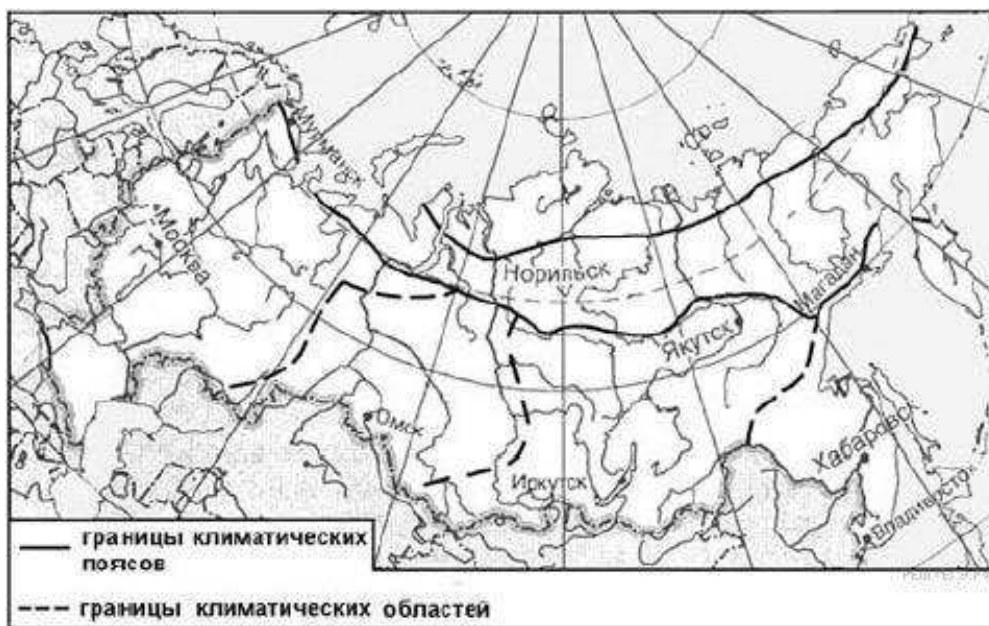 Мурманск
Москва
Норильск
Магадан
Якутск
Омск
Иркутск
Хабаровск
Владивосток
границы климатических
поясов
границы климатических областей